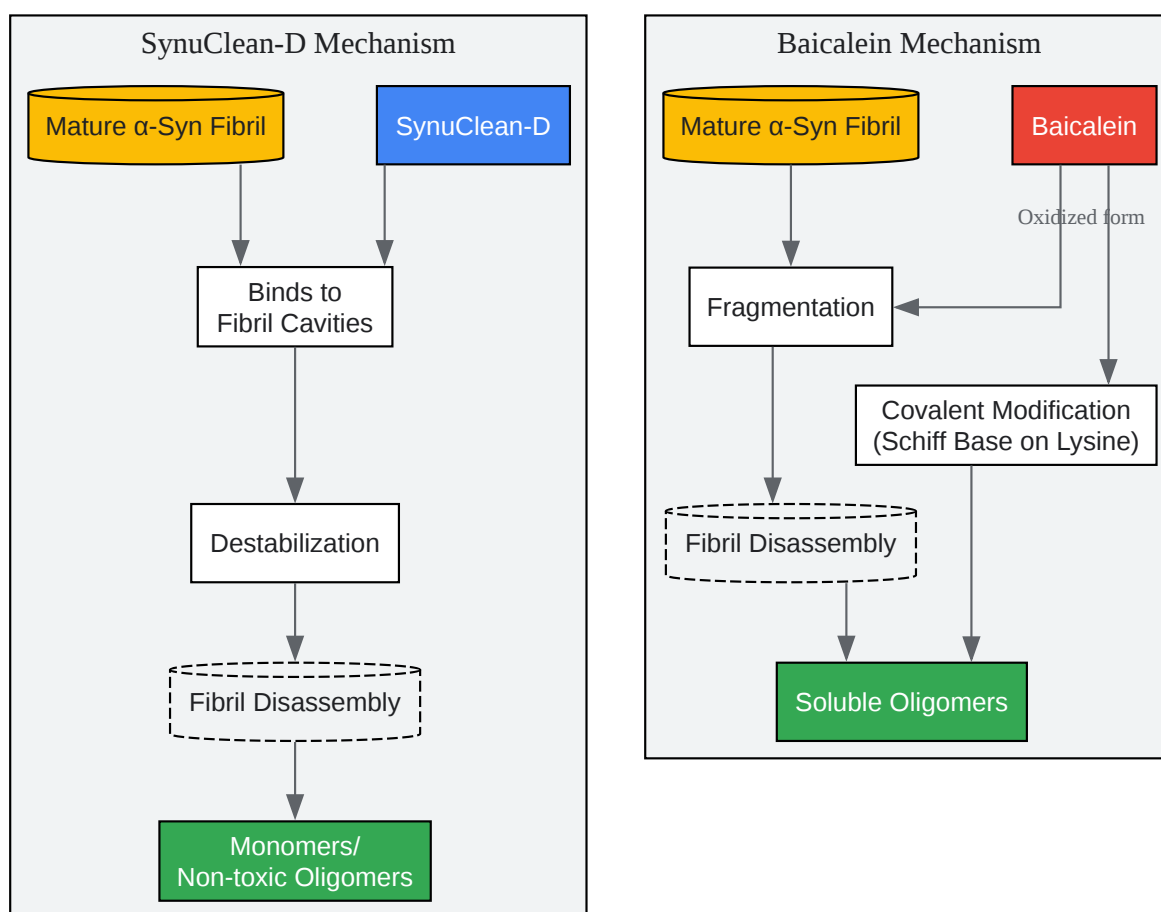 SynuClean-D Mechanism
Mature α-Syn Fibril
SynuClean-D
Binds to
Fibril Cavities
Destabilization
Fibril Disassembly
Monomers/
Non-toxic Oligomers
Baicalein Mechanism
Mature α-Syn Fibril
Baicalein
Oxidized form
Fragmentation
Covalent Modification
(Schiff Base on Lysine)
Fibril Disassembly
Soluble Oligomers